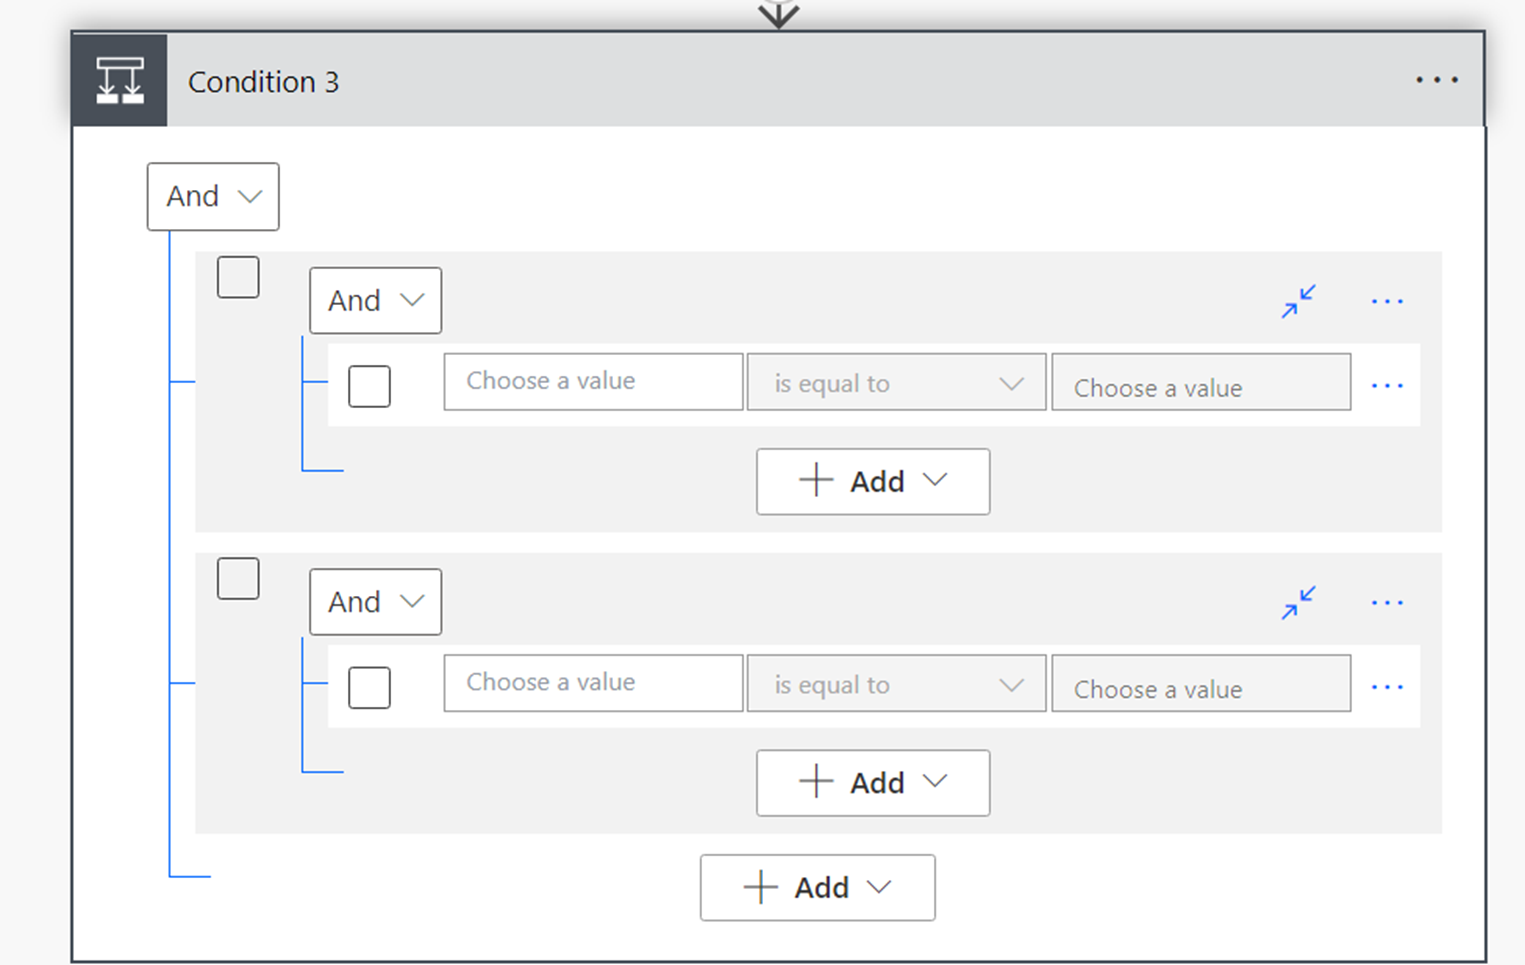 Condition 3
And
And
Choose a value is equal to Choose a value
Add
And
Choose a value is equal to Choose a value
Add
Add